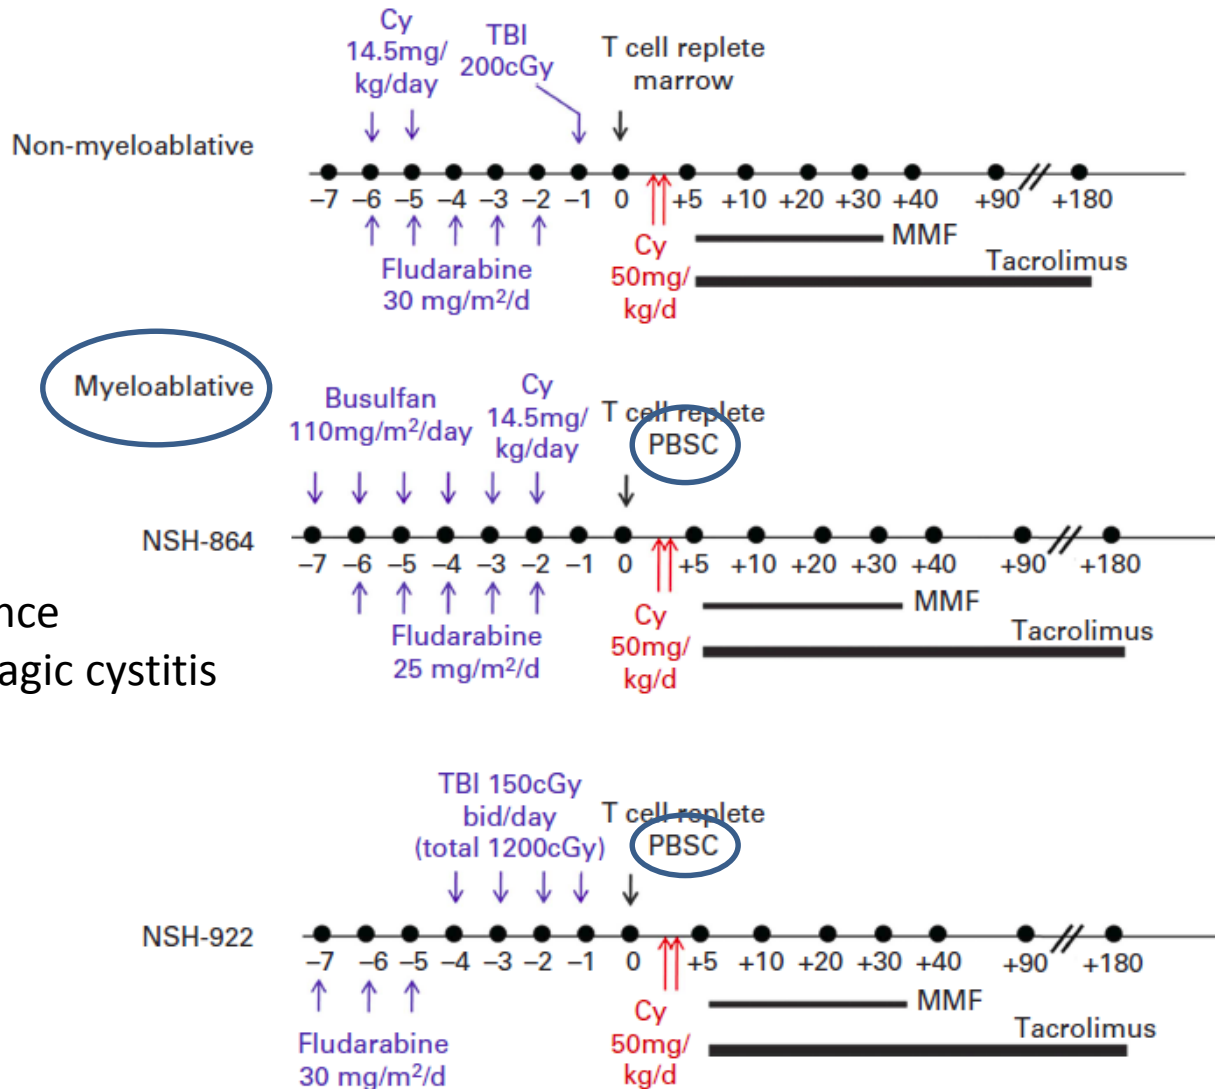 Cy
14.5mg/
kg/day
TBI
200cGy
T cell replete
marrow
Non-myeloablative
–7 –6 –5 –4 –3 –2 –1 0 +5 +10 +20 +30 +40 +90 +180
Fludarabine
30 mg/m²/d
Cy
50mg/
kg/d
MMF
Tacrolimus
Myeloablative
Busulfan
110mg/m²/day
Cy
14.5mg/
kg/day
T cell replete
PBSC
NSH-864
–7 –6 –5 –4 –3 –2 –1 0 +5 +10 +20 +30 +40 +90 +180
Fludarabine
25 mg/m²/d
Cy
50mg/
kg/d
MMF
Tacrolimus
nce
agic cystitis
TBI 150cGy
bid/day
(total 1200cGy)
T cell replete
PBSC
NSH-922
–7 –6 –5 –4 –3 –2 –1 0 +5 +10 +20 +30 +40 +90 +180
Fludarabine
30 mg/m²/d
Cy
50mg/
kg/d
MMF
Tacrolimus